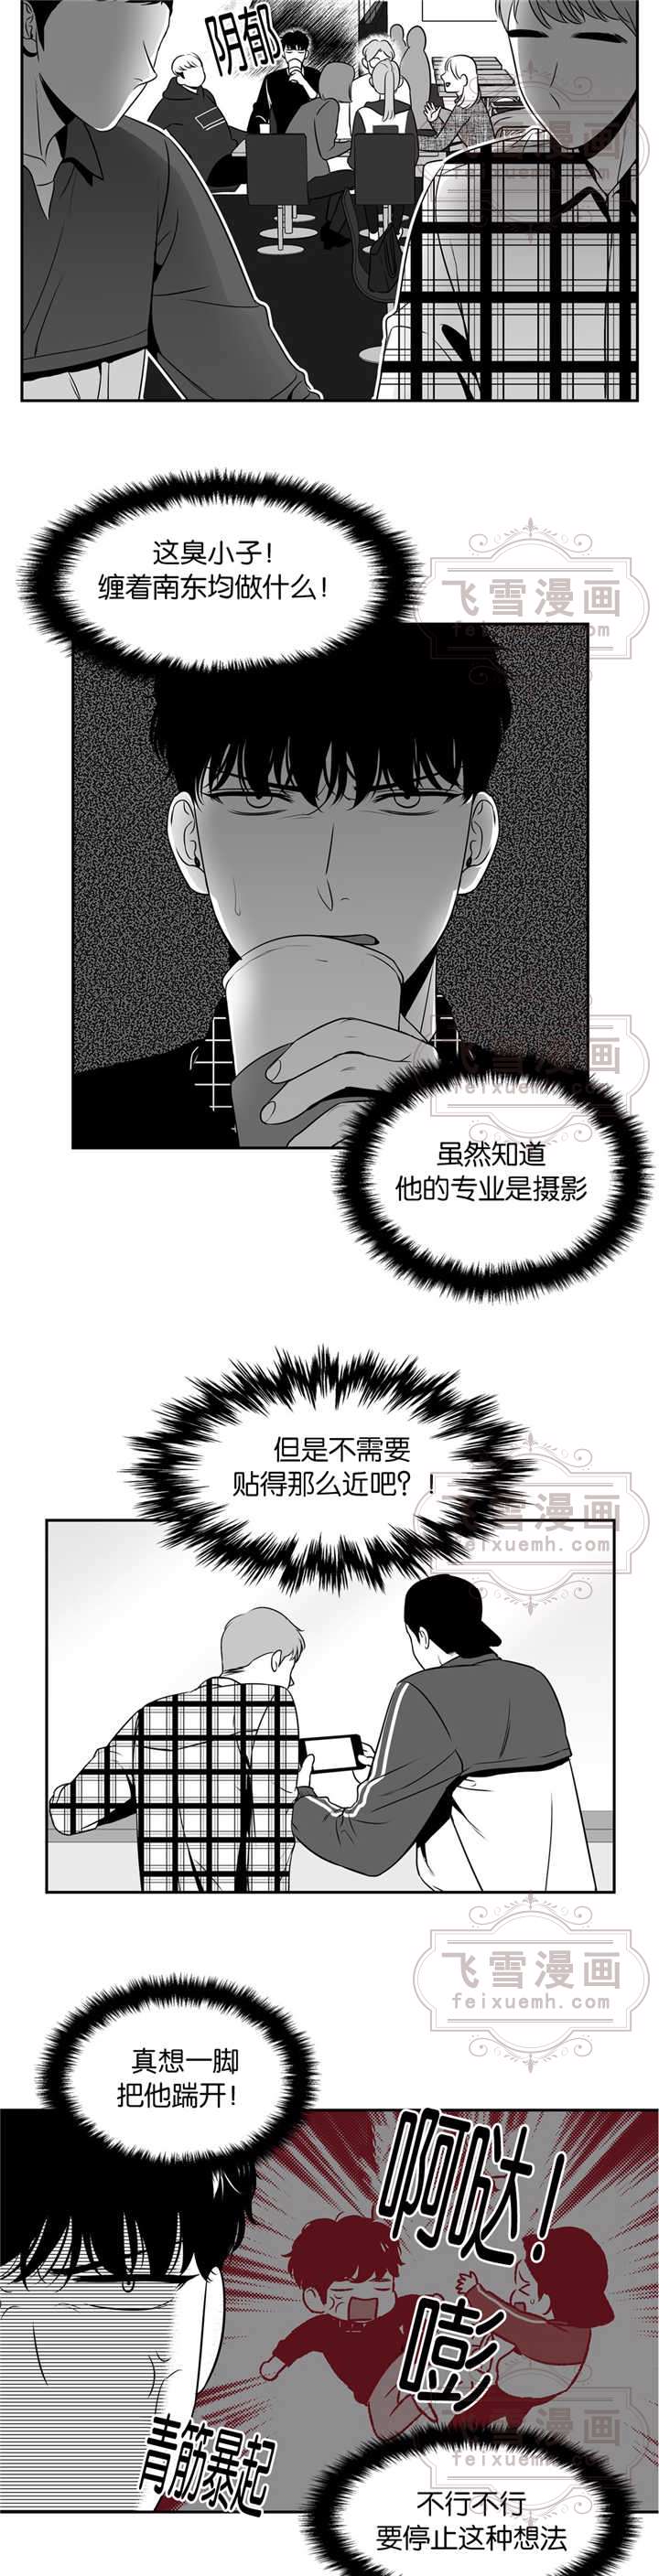 阴郁
飞雪漫画
feixuemh.com
这臭小子！
缠着南东均做什么！
飞雪漫画
feixuemh.com
飞雪漫画
feixuemh.com
虽然知道
他的专业是摄影
但是不需要
贴得那么近吧？！
飞雪漫画
feixuemh.com
飞雪漫画
feixuemh.com
真想一脚
把他踹开！
啊哒！
嘭
青筋暴起
飞雪漫画
feixuemh.com
不行不行
要停止这种想法